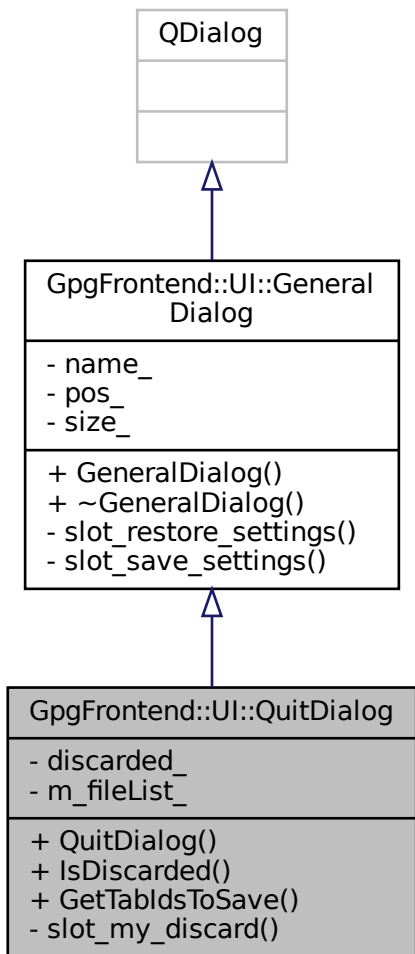 QDialog
GpgFrontend::UI::General
Dialog
- name_
- pos_
- size_
+ GeneralDialog()
+ ~GeneralDialog()
- slot_restore_settings()
- slot_save_settings()
GpgFrontend::UI::QuitDialog
- discarded_
- m_fileList_
+ QuitDialog()
+ IsDiscarded()
+ GetTabIdsToSave()
- slot_my_discard()